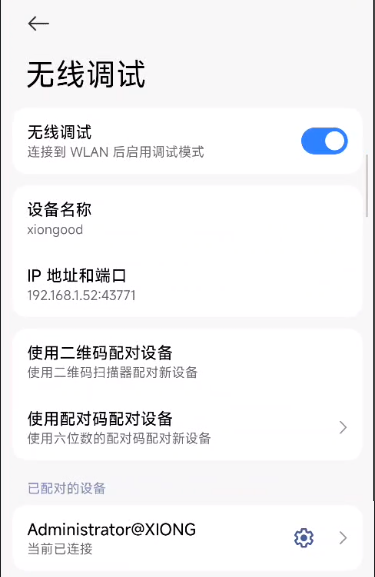 无线调试
无线调试
连接到 WLAN 后启用调试模式
设备名称
xiongood
IP 地址和端口
192.168.1.52:43771
使用二维码配对设备
使用二维码扫描器配对新设备
使用配对码配对设备
使用六位数的配对码配对新设备
已配对的设备
Administrator@XIONG
当前已连接